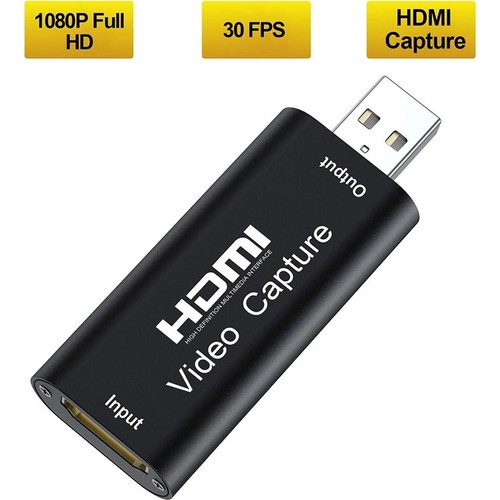 1080P Full
HD
30 FPS
HDMI
Capture
Output
HDMI
HIGH DEFINITION MULTIMEDIA INTERFACE
Video Capture
Input